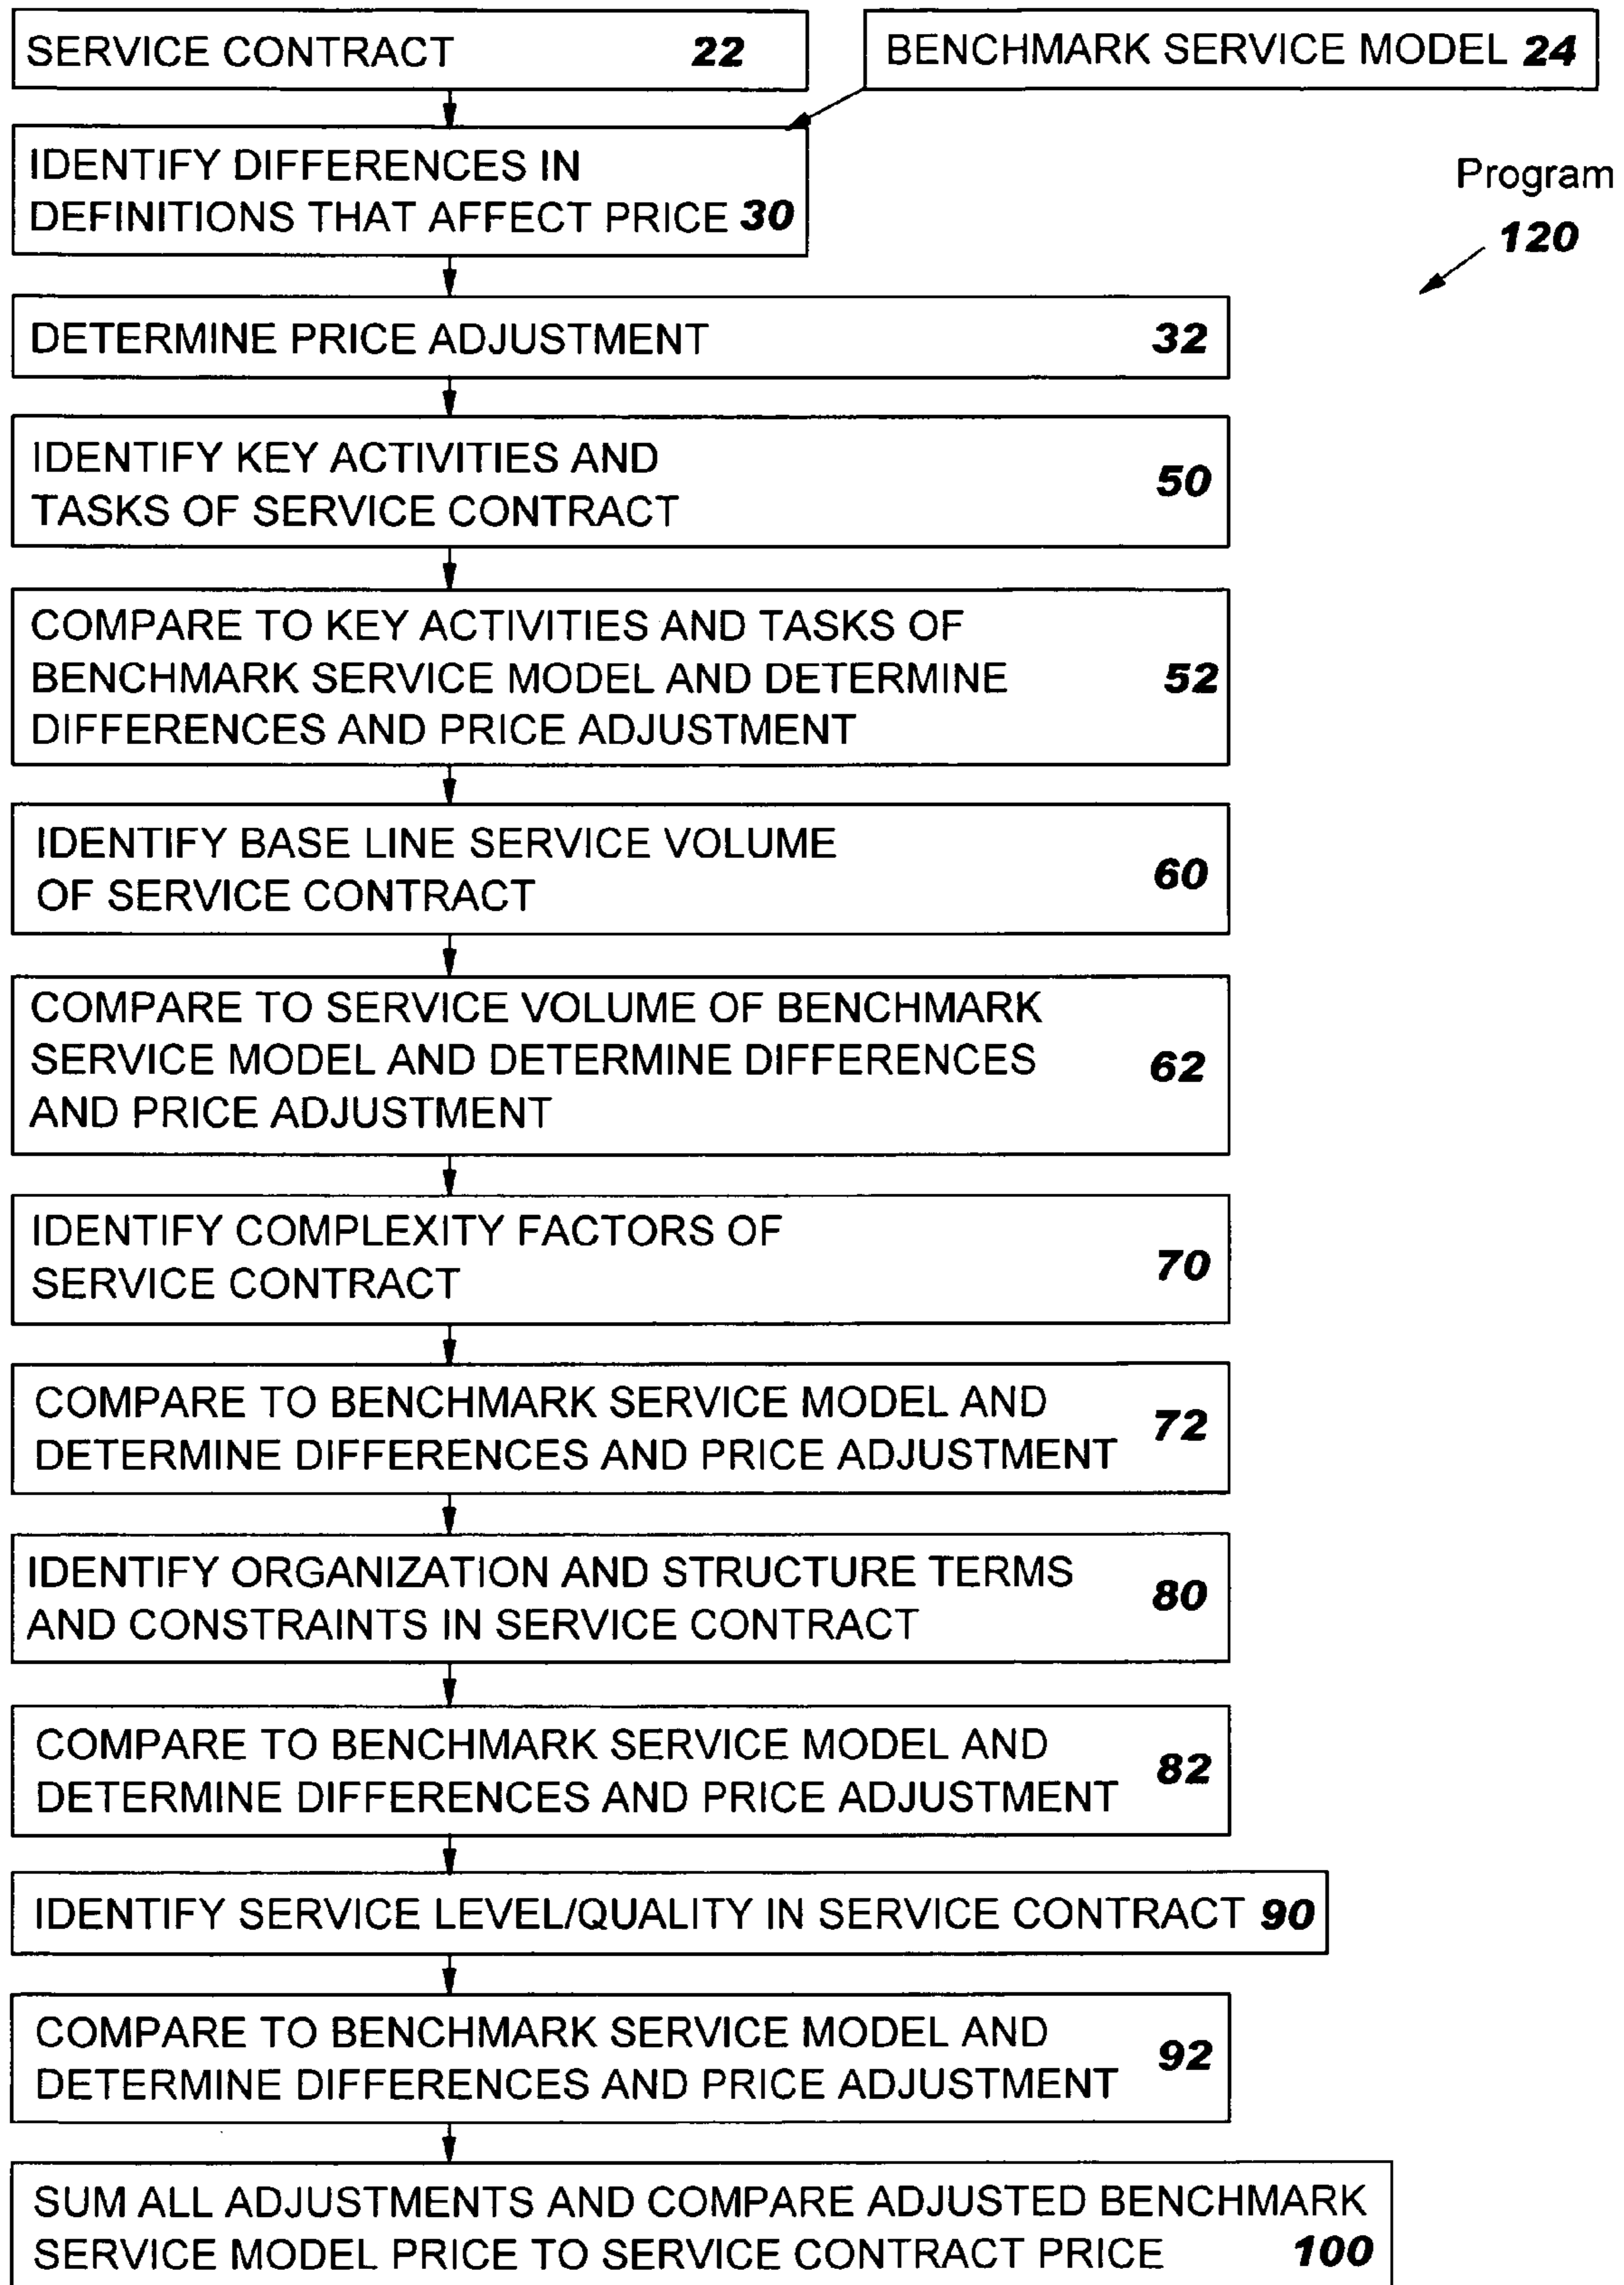 SERVICE CONTRACT 22
BENCHMARK SERVICE MODEL 24
IDENTIFY DIFFERENCES IN
DEFINITIONS THAT AFFECT PRICE 30
Program
120
DETERMINE PRICE ADJUSTMENT 32
IDENTIFY KEY ACTIVITIES AND
TASKS OF SERVICE CONTRACT
50
COMPARE TO KEY ACTIVITIES AND TASKS OF
BENCHMARK SERVICE MODEL AND DETERMINE 52
DIFFERENCES AND PRICE ADJUSTMENT
IDENTIFY BASE LINE SERVICE VOLUME
OF SERVICE CONTRACT
60
COMPARE TO SERVICE VOLUME OF BENCHMARK
SERVICE MODEL AND DETERMINE DIFFERENCES 62
AND PRICE ADJUSTMENT
IDENTIFY COMPLEXITY FACTORS OF
SERVICE CONTRACT
70
COMPARE TO BENCHMARK SERVICE MODEL AND
DETERMINE DIFFERENCES AND PRICE ADJUSTMENT
72
IDENTIFY ORGANIZATION AND STRUCTURE TERMS
AND CONSTRAINTS IN SERVICE CONTRACT
80
COMPARE TO BENCHMARK SERVICE MODEL AND
DETERMINE DIFFERENCES AND PRICE ADJUSTMENT
82
IDENTIFY SERVICE LEVEL/QUALITY IN SERVICE CONTRACT 90
COMPARE TO BENCHMARK SERVICE MODEL AND
DETERMINE DIFFERENCES AND PRICE ADJUSTMENT
92
SUM ALL ADJUSTMENTS AND COMPARE ADJUSTED BENCHMARK
SERVICE MODEL PRICE TO SERVICE CONTRACT PRICE 100